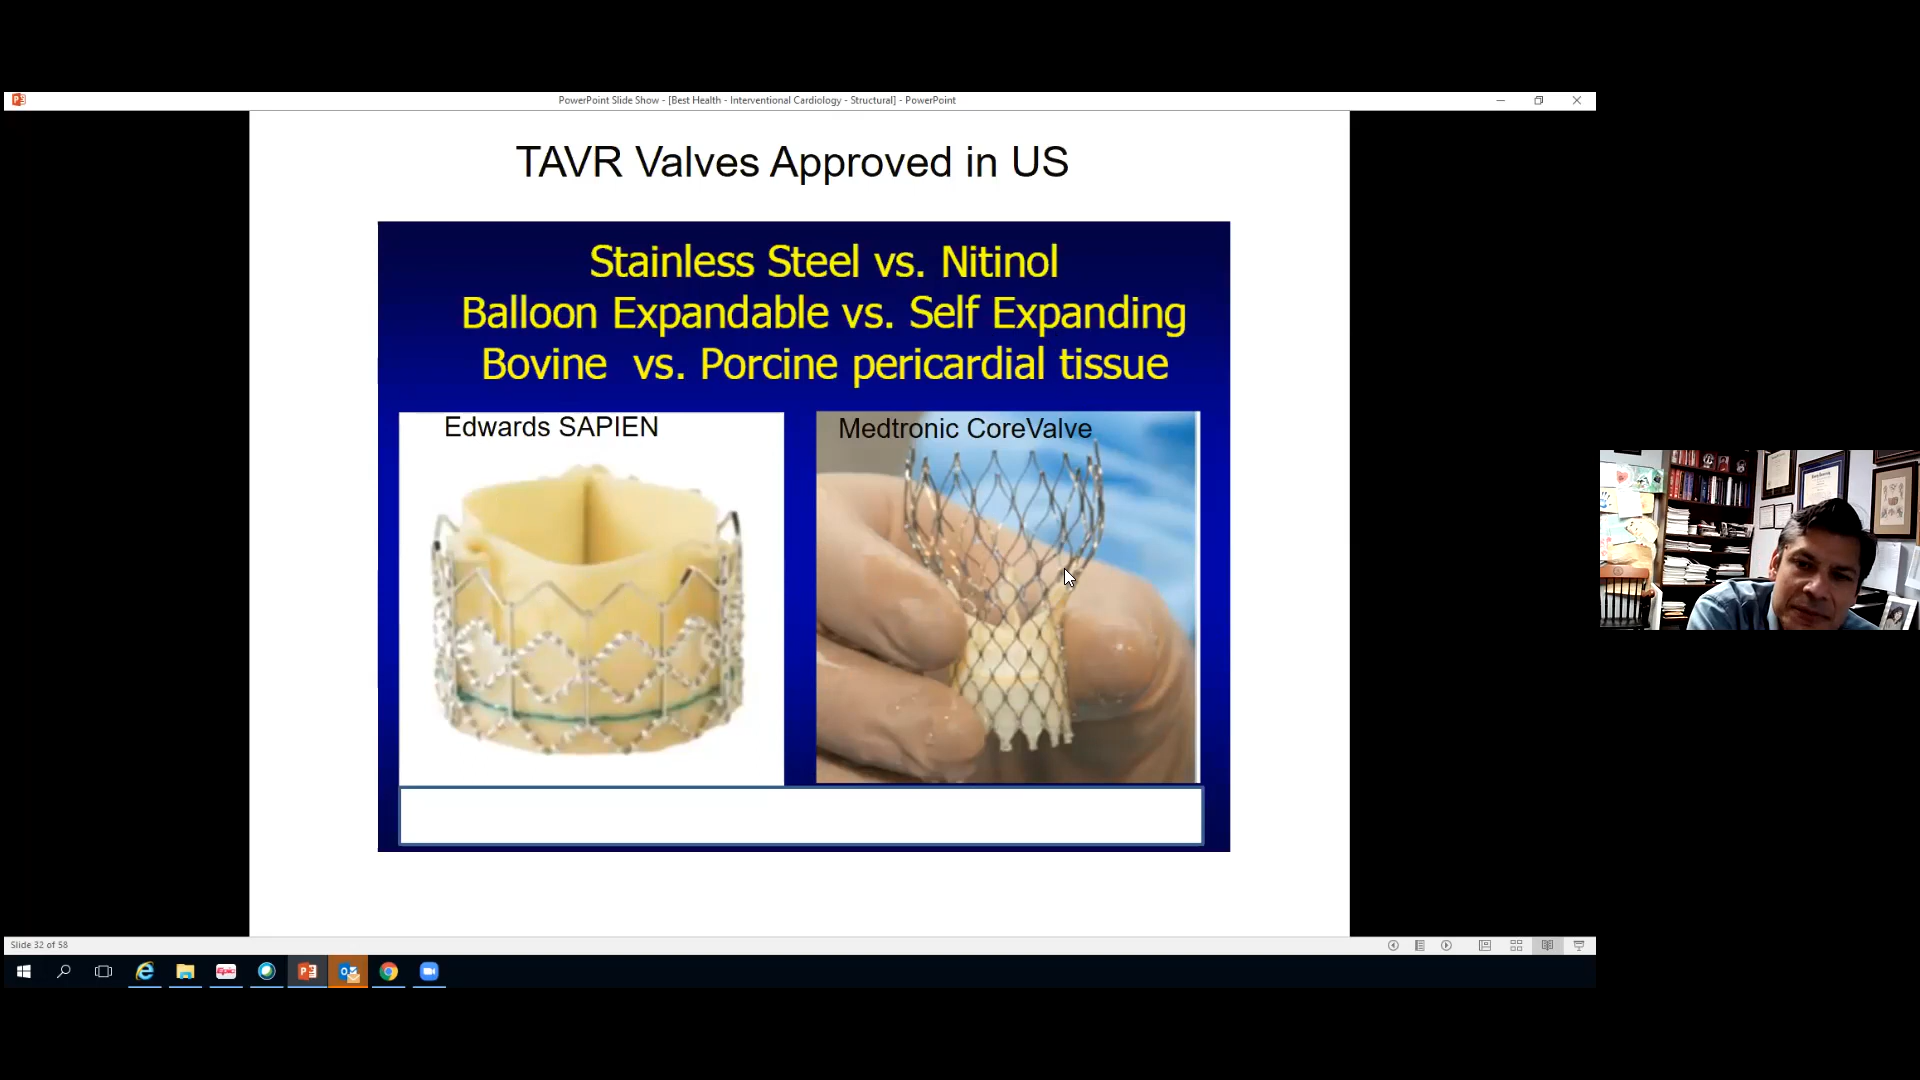 PowerPoint Slide Show - [Best Health - Interventional Cardiology - Structural] - PowerPoint
TAVR Valves Approved in US
Stainless Steel vs. Nitinol
Balloon Expandable vs. Self Expanding
Bovine vs. Porcine pericardial tissue
Edwards SAPIEN
Medtronic CoreValve
Slide 32 of 58
Epic